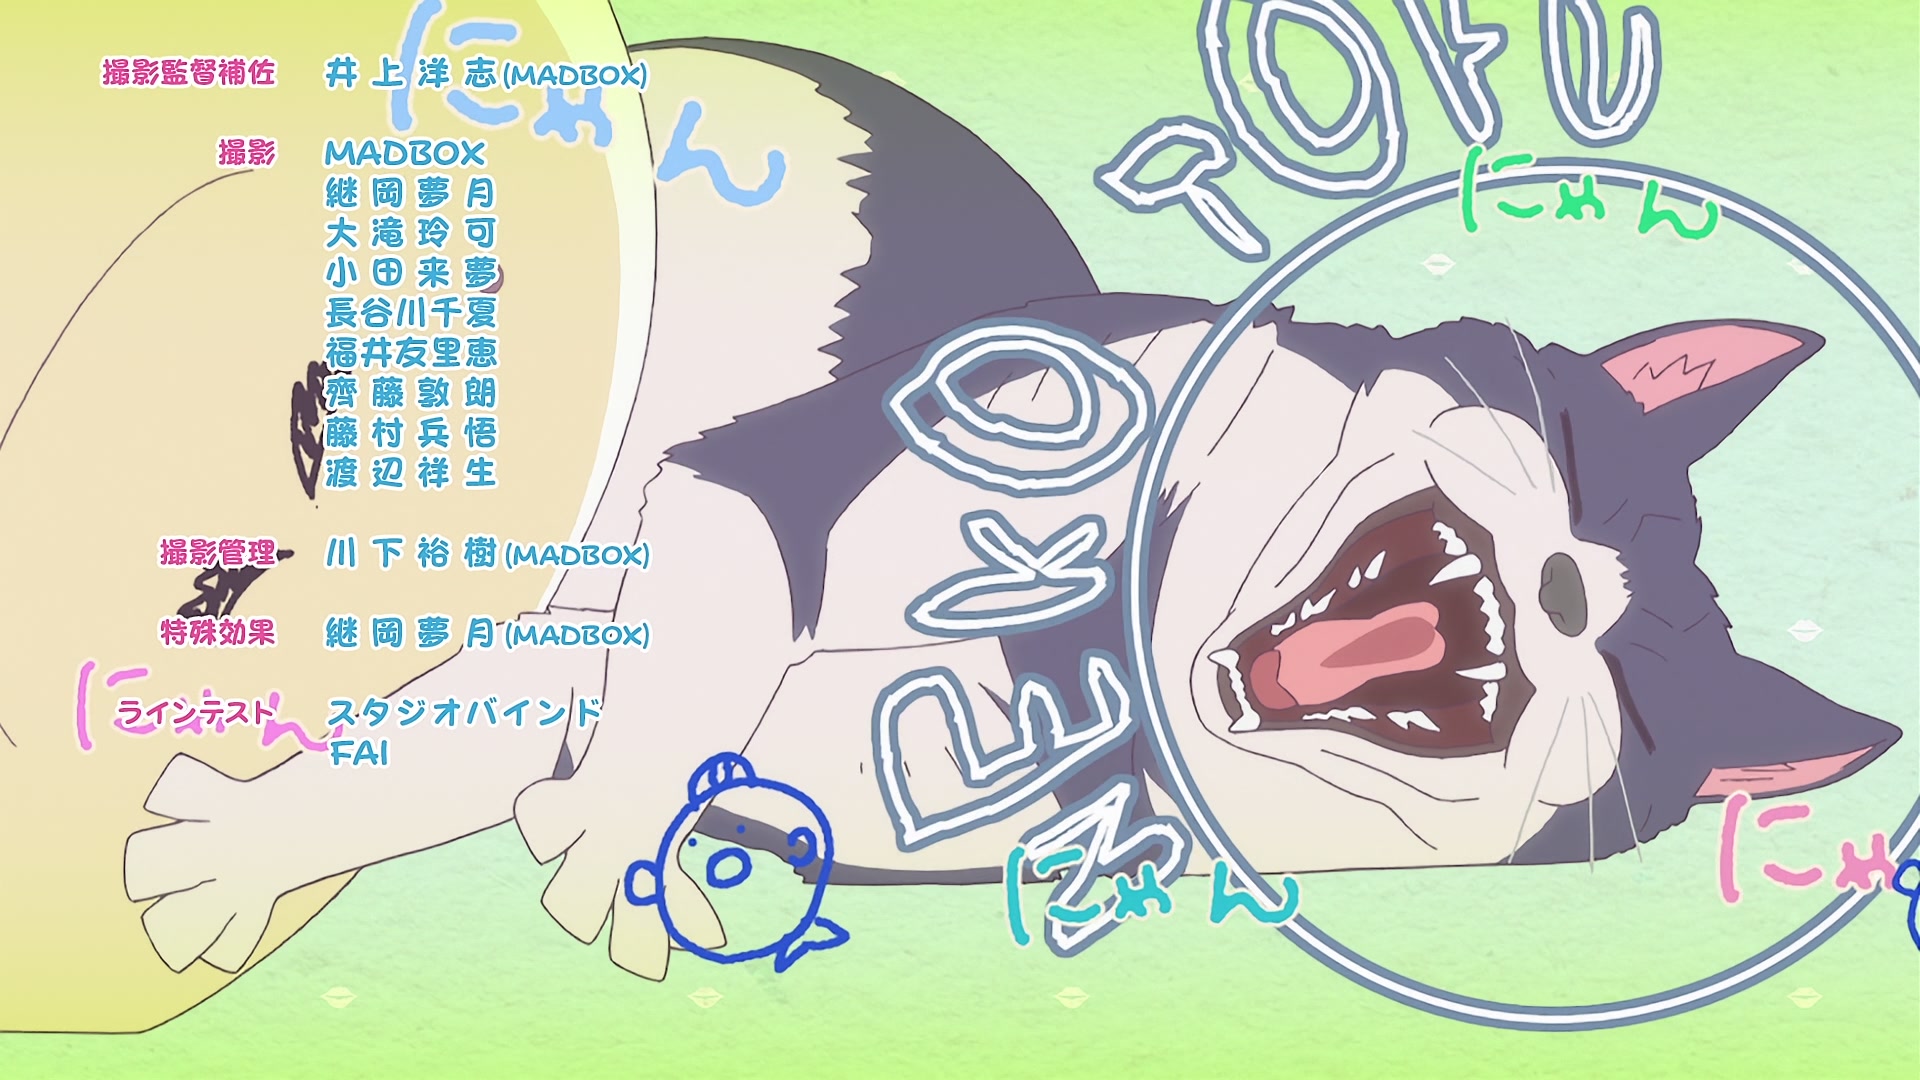 撮影監督補佐 井上洋志(MADBOX)
撮影 MADBOX
継岡夢月
大滝玲可
小田来夢
長谷川千夏
福井友里恵
齊藤敦朗
藤村兵悟
渡辺祥生
撮影管理 川下裕樹(MADBOX)
特殊効果 継岡夢月(MADBOX)
ラインテスト スタジオバインド
FAI
にゃん
にゃん
にゃん
にゃん
にゃ